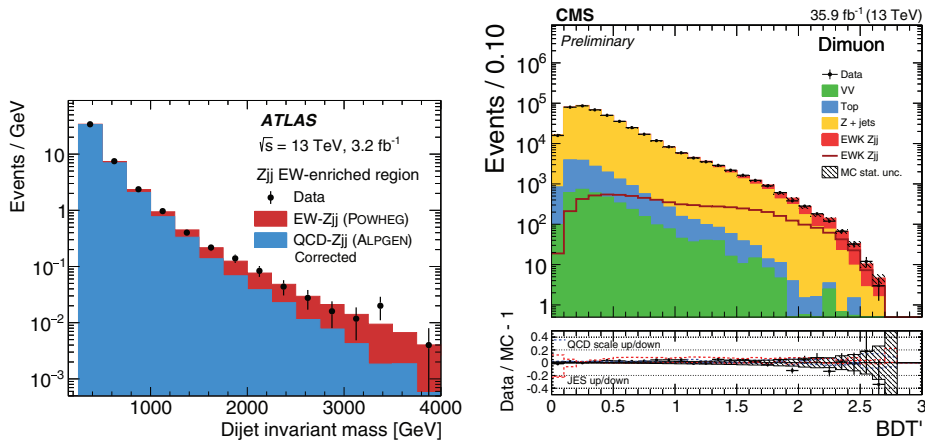 Events / GeV
10
1
10⁻¹
10⁻²
10⁻³
ATLAS
√s = 13 TeV, 3.2 fb⁻¹
Zjj EW-enriched region
Data
EW-Zjj (POWHEG)
QCD-Zjj (ALPGEN)
Corrected
1000 2000 3000 4000
Dijet invariant mass [GeV]
CMS 35.9 fb⁻¹ (13 TeV)
Preliminary
Dimuon
Data
VV
Top
Z + jets
EWK Zjj
EWK Zjj
MC stat. unc.
Events / 0.10
10⁶
10⁵
10⁴
10³
10²
10
1
Data / MC - 1
0.4
0.2
0.0
-0.2
-0.4
QCD scale up/down
JES up/down
0 0.5 1 1.5 2 2.5 3
BDT'